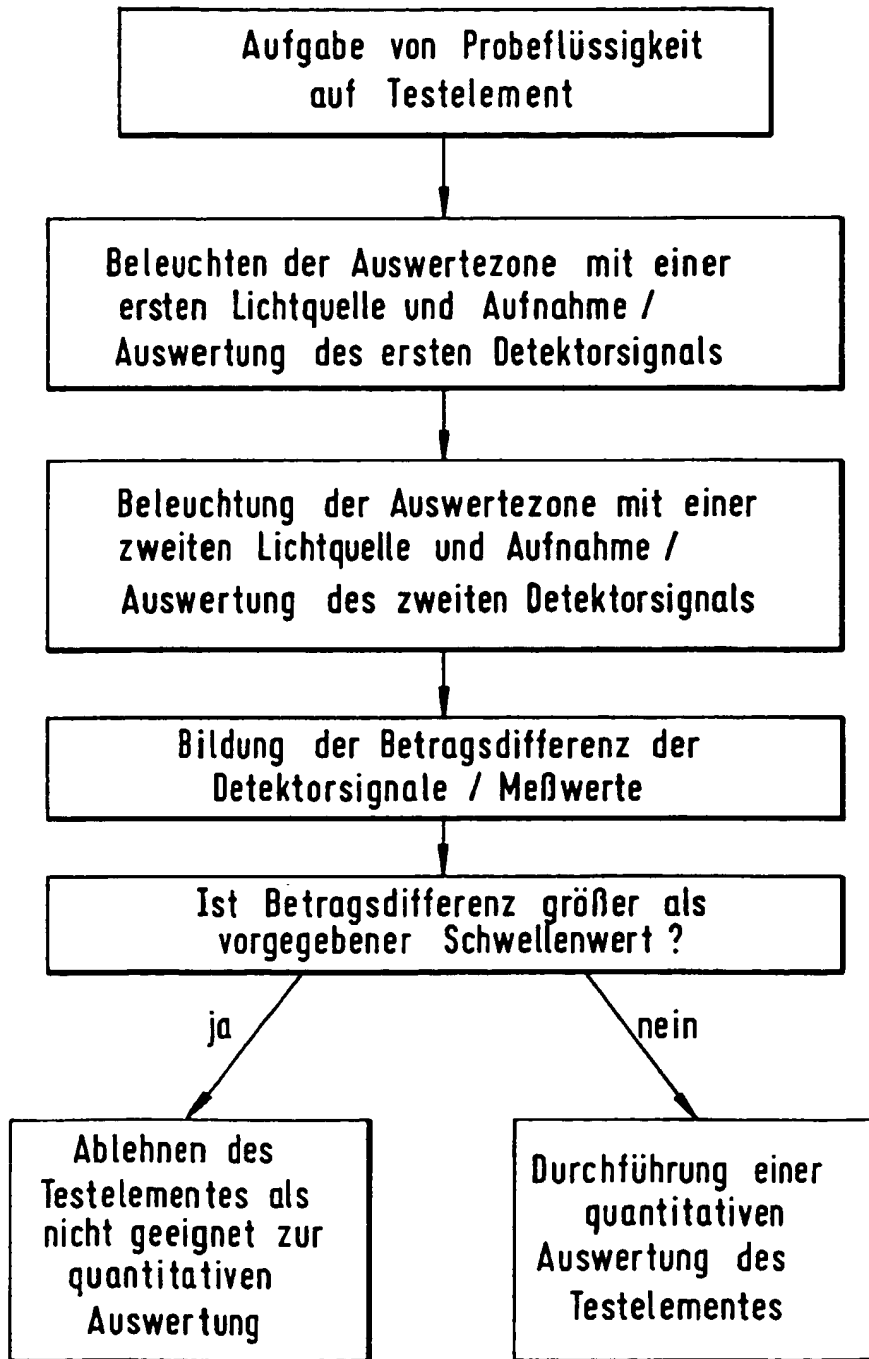 Aufgabe von Probeflüssigkeit
auf Testelement
Beleuchten der Auswertezone mit einer
ersten Lichtquelle und Aufnahme /
Auswertung des ersten Detektorsignals
Beleuchtung der Auswertezone mit einer
zweiten Lichtquelle und Aufnahme /
Auswertung des zweiten Detektorsignals
Bildung der Betragsdifferenz der
Detektorsignale / Meßwerte
Ist Betragsdifferenz größer als
vorgegebener Schwellenwert ?
ja
nein
Ablehnen des
Testelementes als
nicht geeignet zur
quantitativen
Auswertung
Durchführung einer
quantitativen
Auswertung des
Testelementes